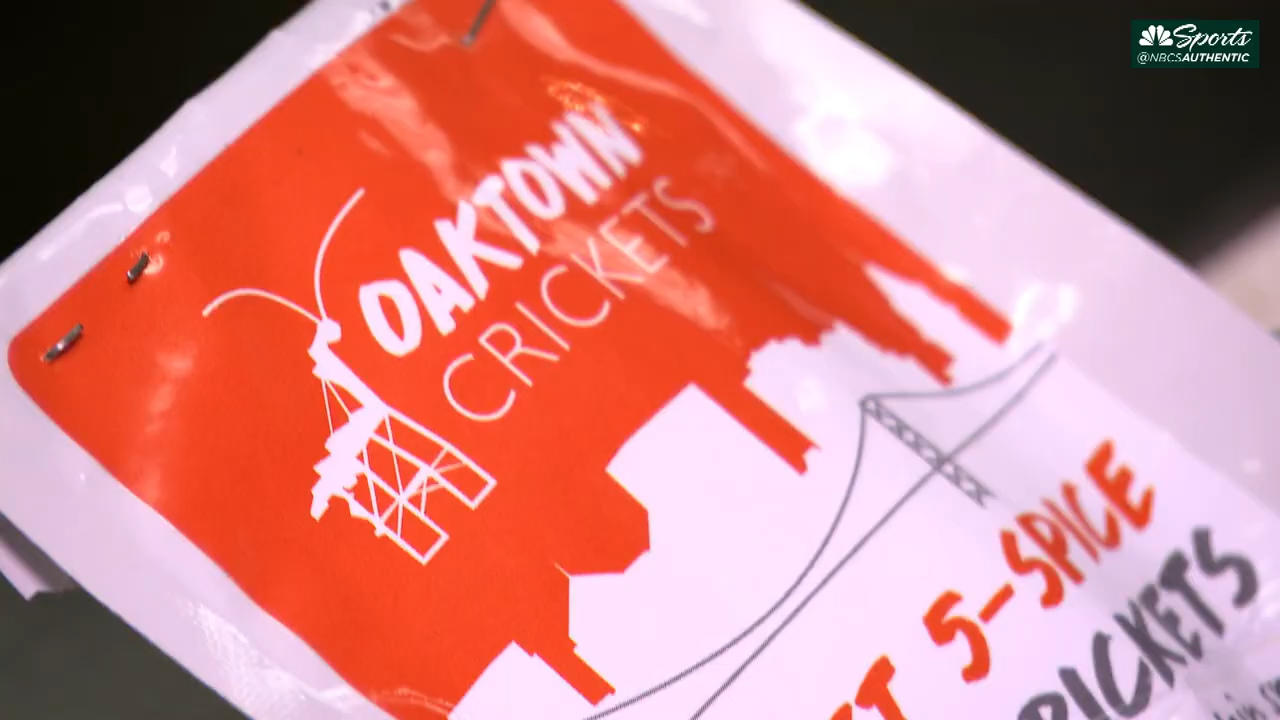 Sports
@NBCSAUTHENTIC
OAKTOWN
CRICKETS
5-SPICE